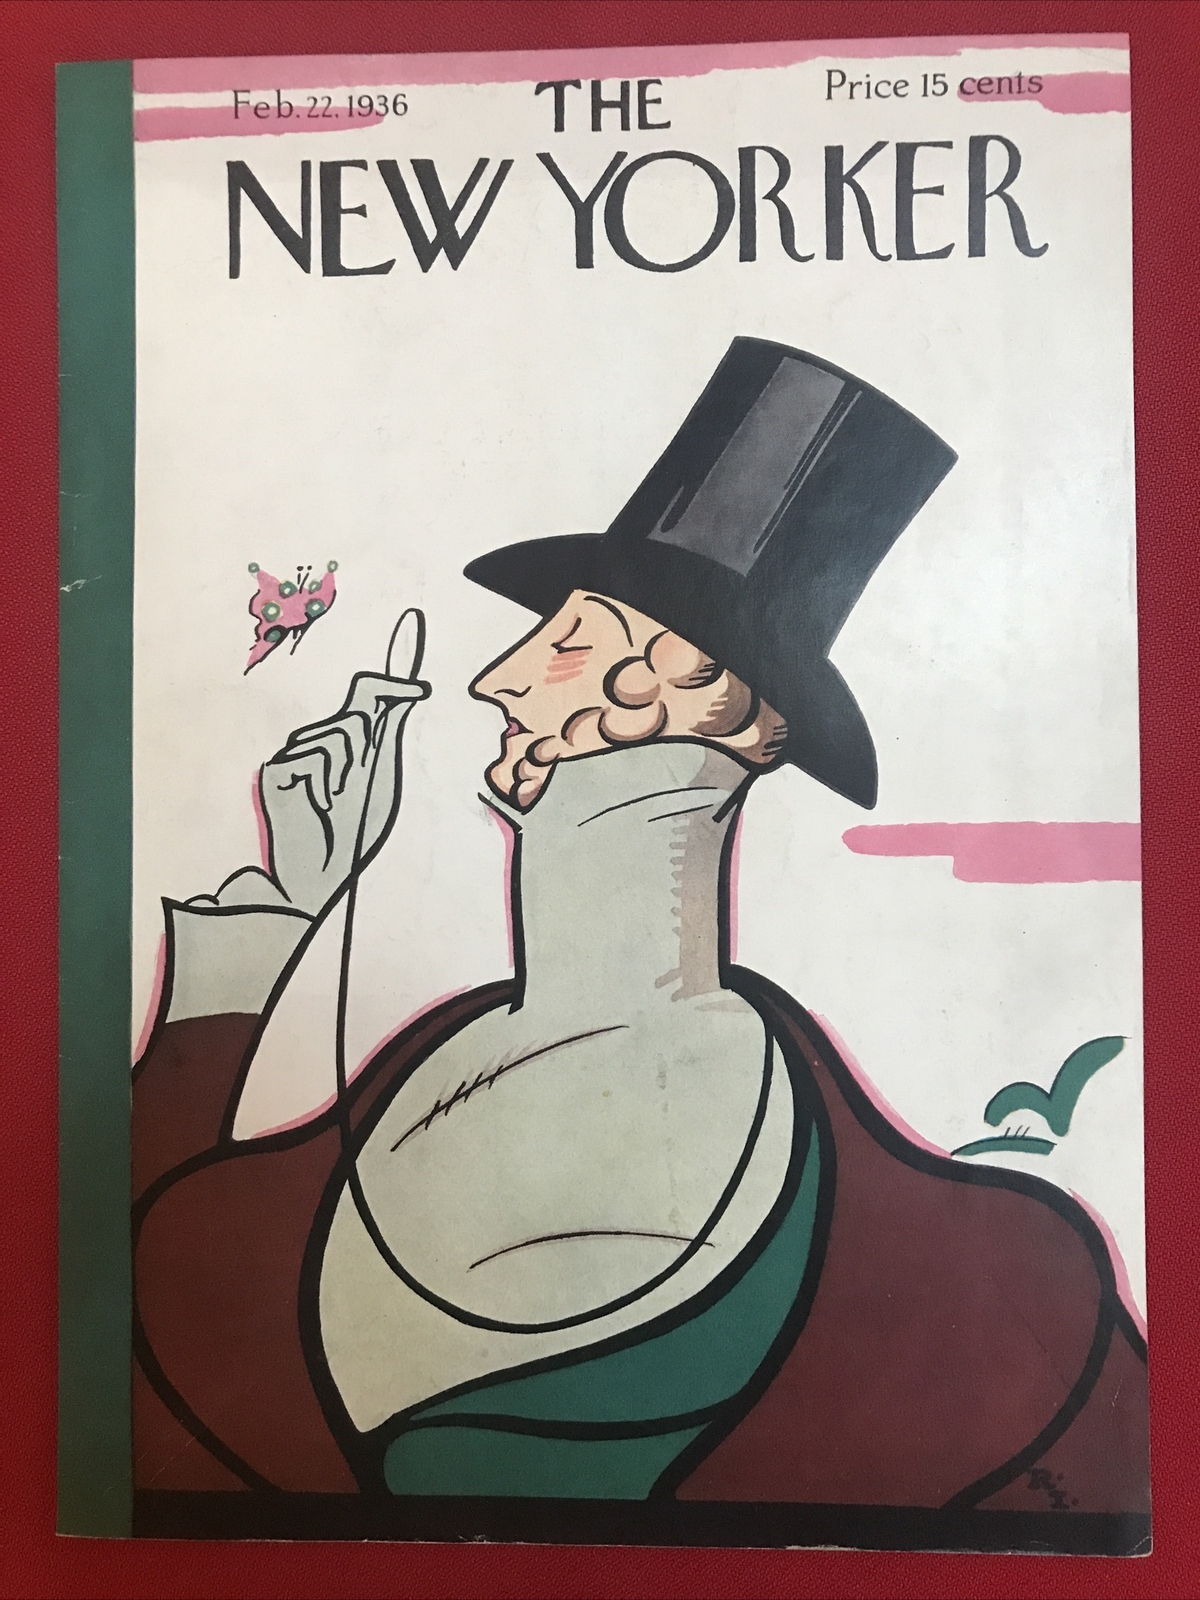 Feb. 22. 1936
THE
Price 15 cents
NEW YORKER
R.
I.